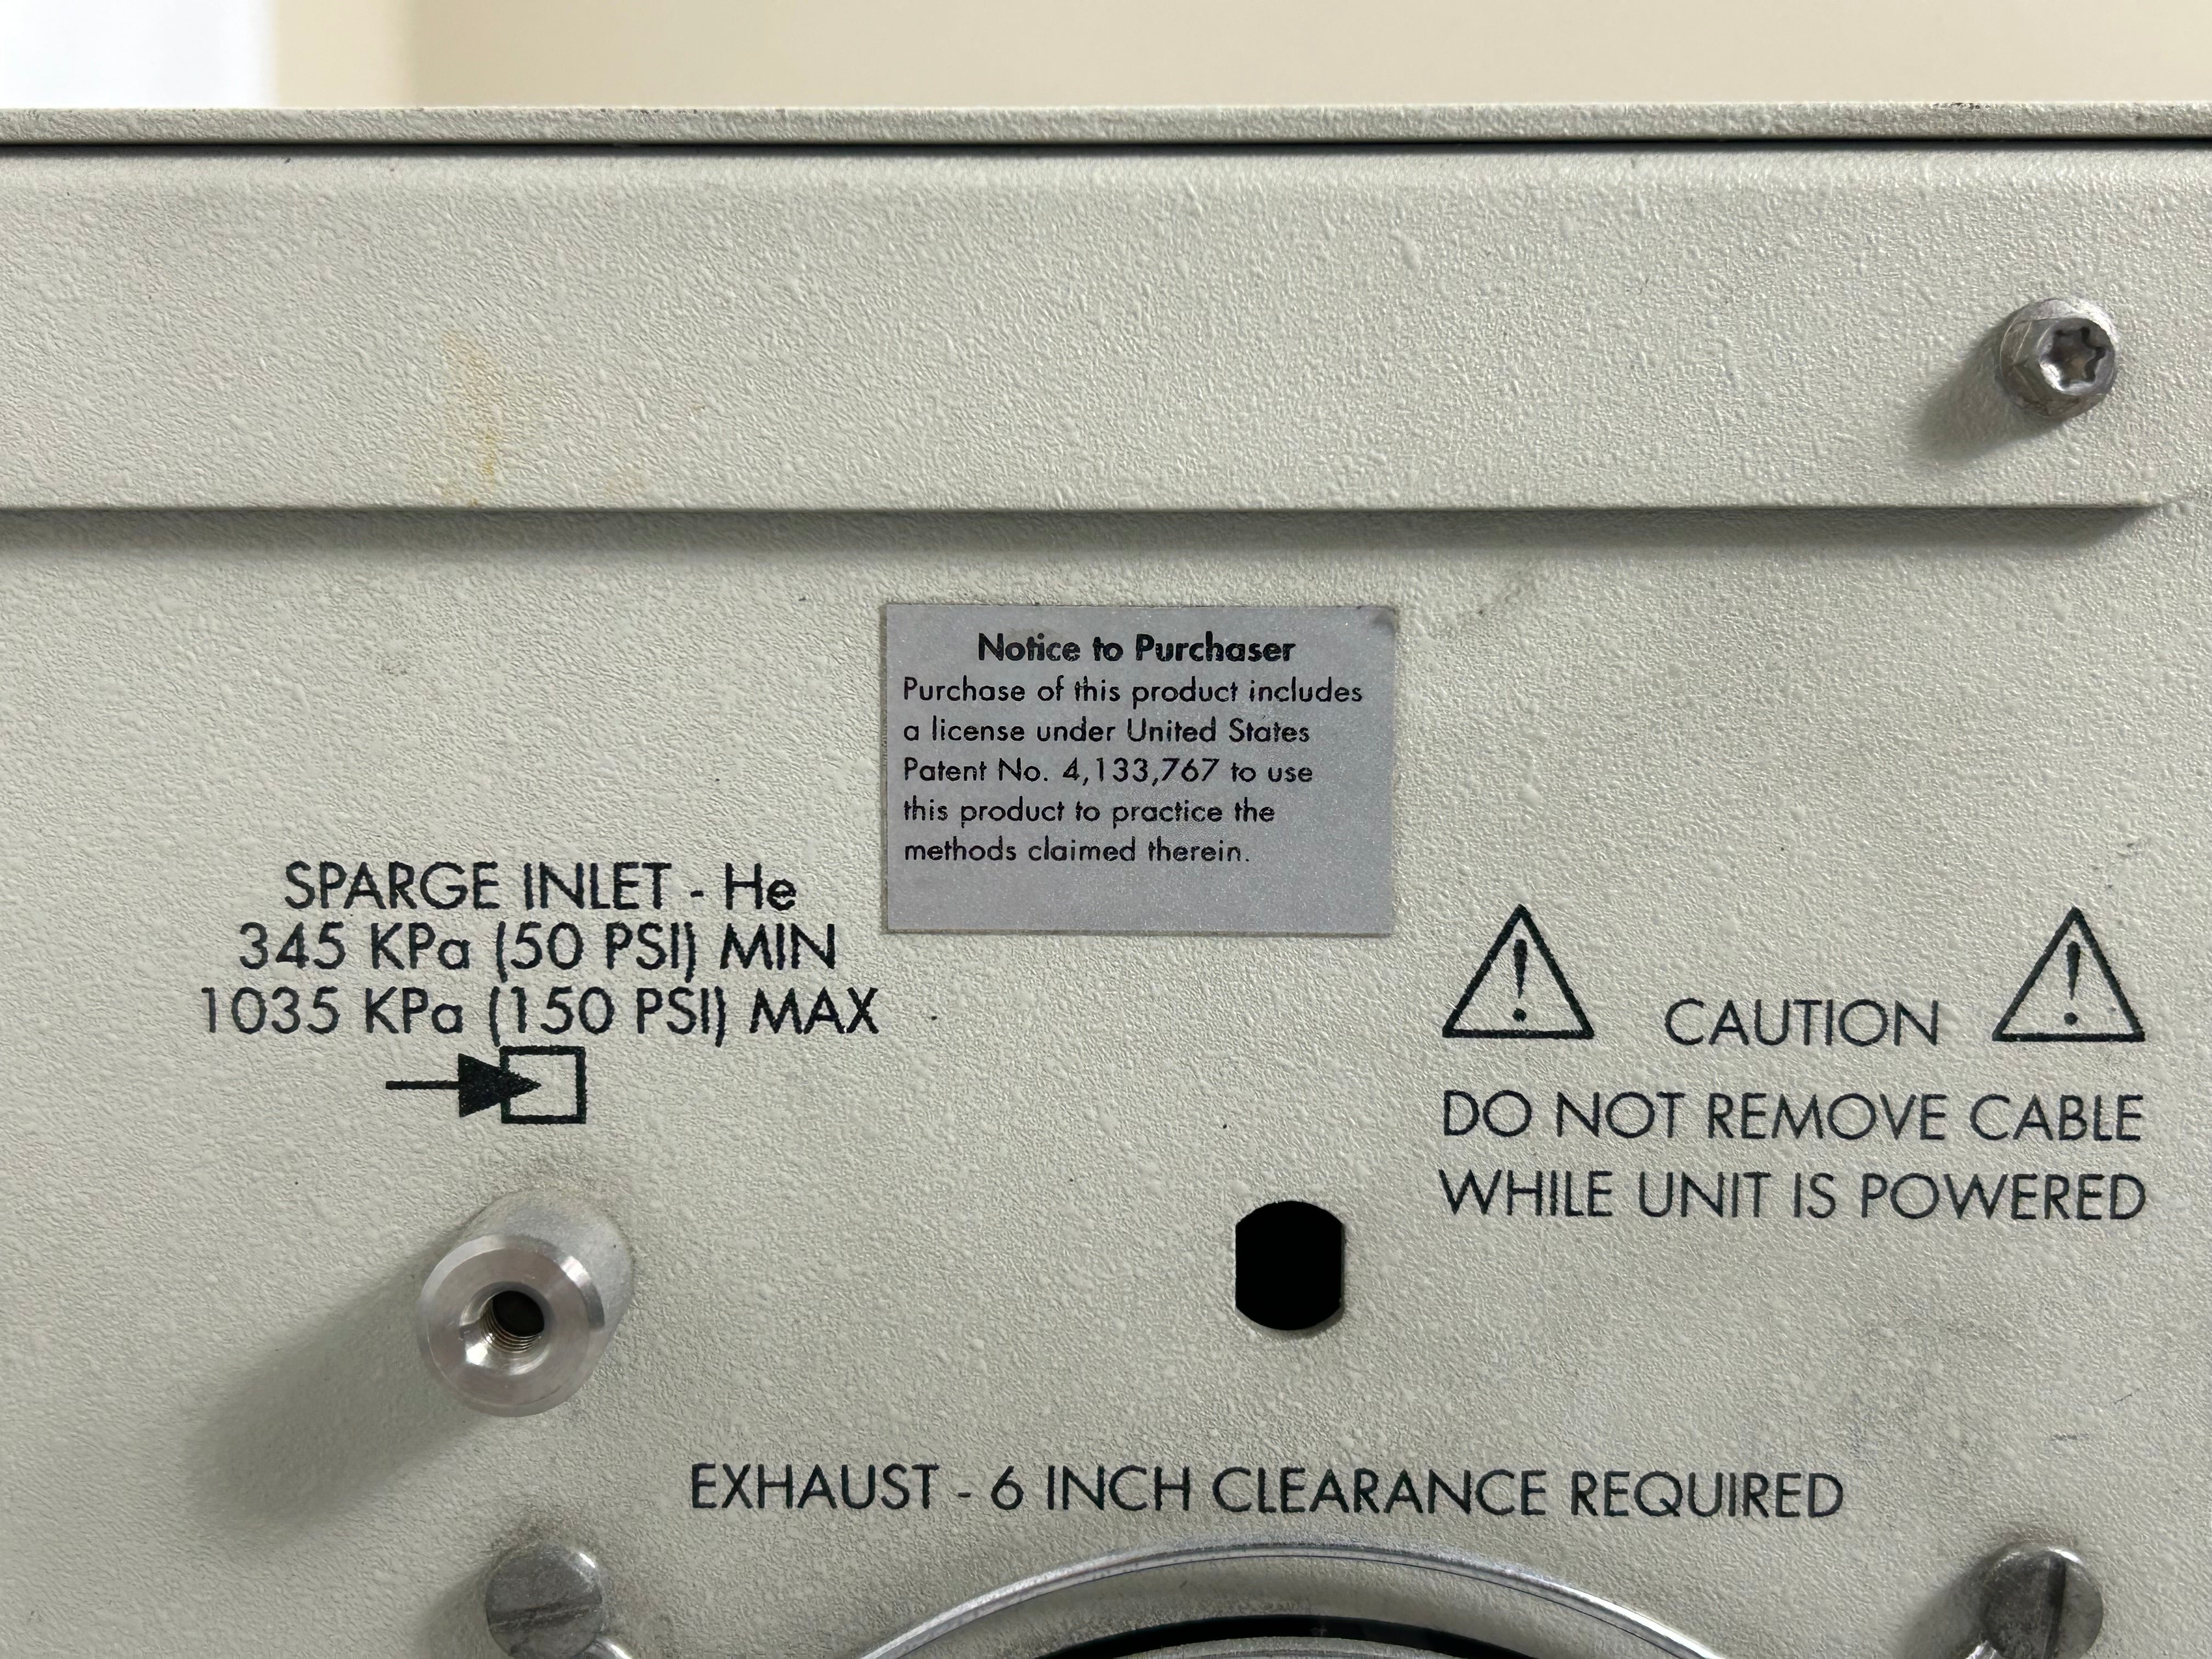 Notice to Purchaser
Purchase of this product includes
a license under United States
Patent No. 4,133,767 to use
this product to practice the
methods claimed therein.
SPARGE INLET - He
345 KPa (50 PSI) MIN
1035 KPa (150 PSI) MAX
CAUTION
DO NOT REMOVE CABLE
WHILE UNIT IS POWERED
EXHAUST - 6 INCH CLEARANCE REQUIRED